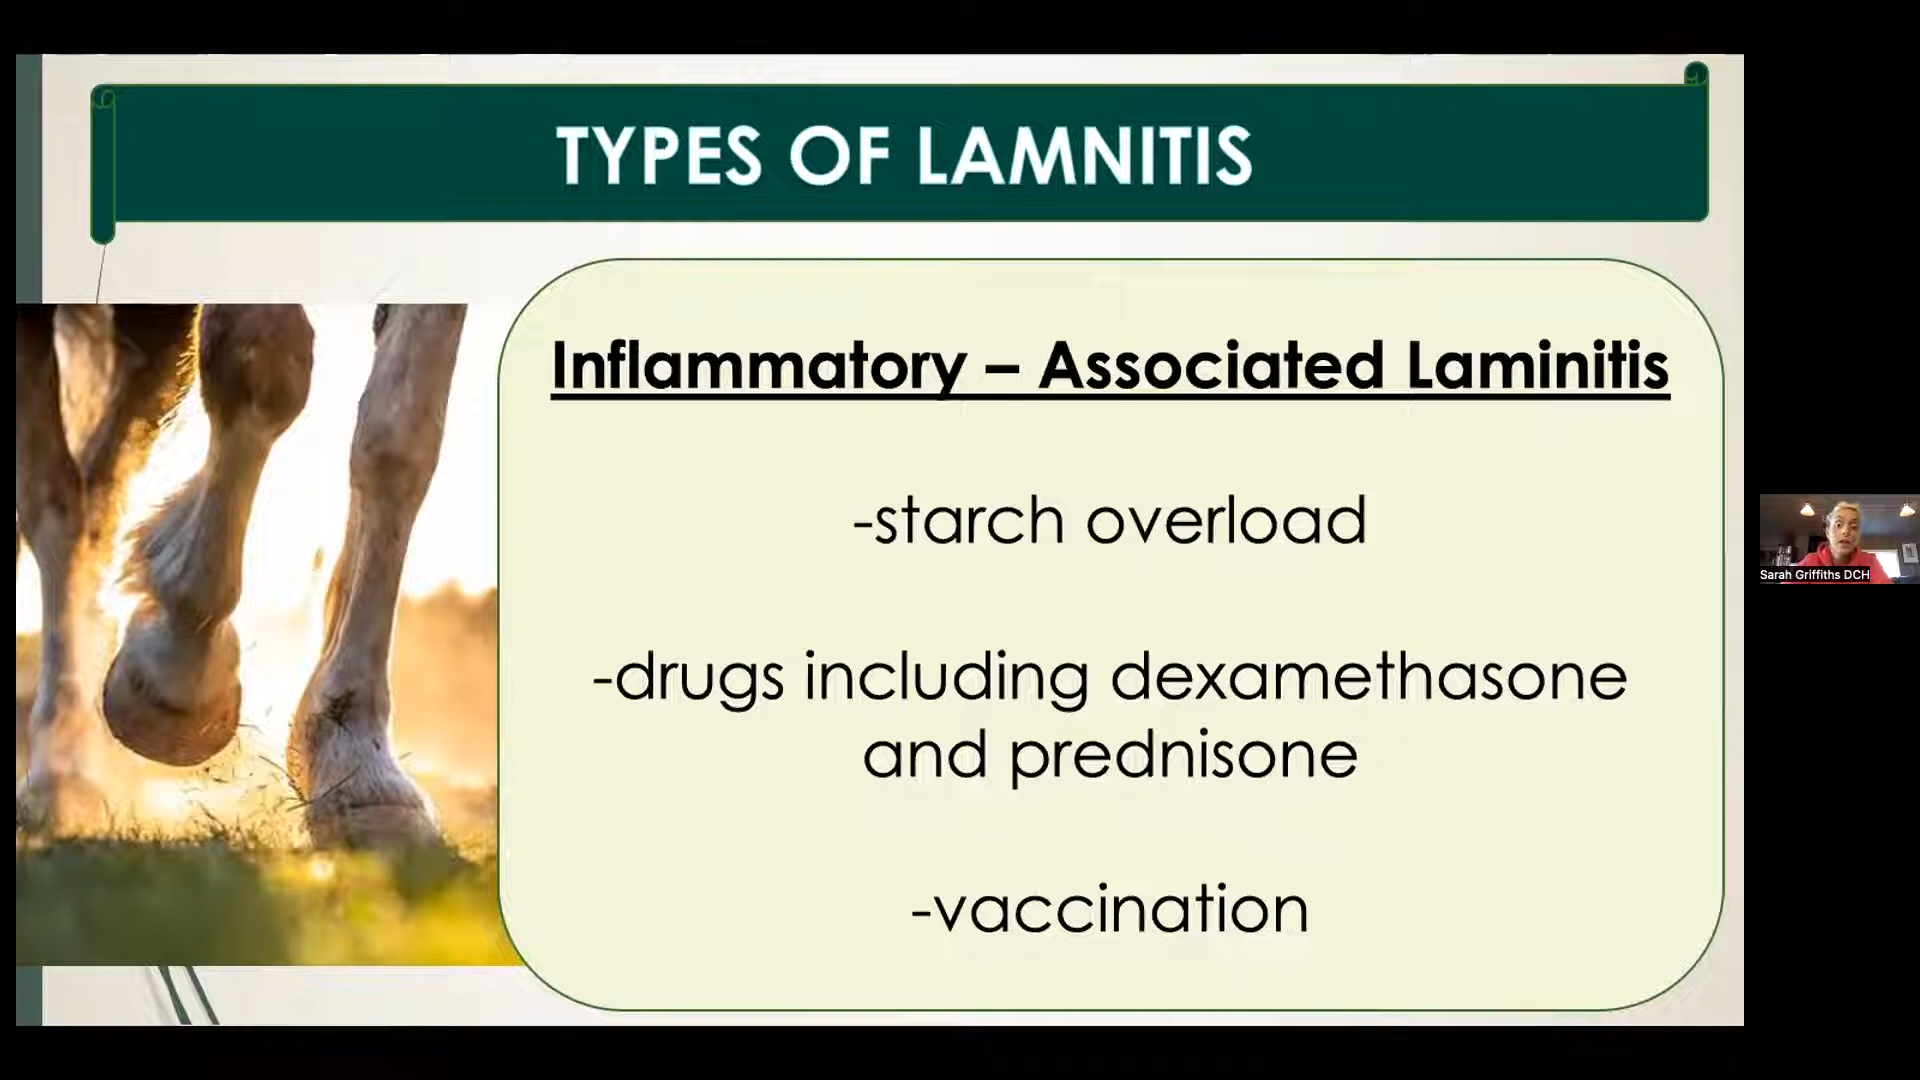 TYPES OF LAMNITIS
Inflammatory – Associated Laminitis
-starch overload
-drugs including dexamethasone
and prednisone
-vaccination
Sarah Griffiths DCH